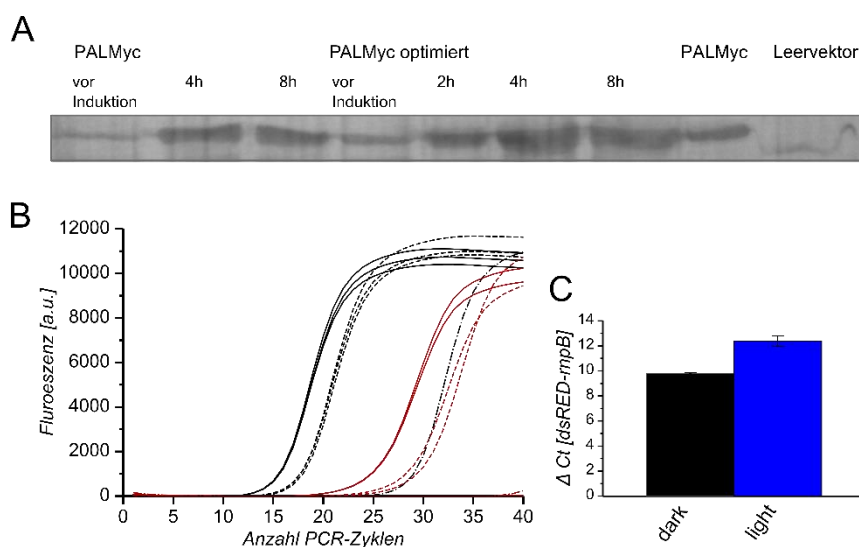 A
PALMyc PALMyc optimiert PALMyc Leervektor
vor Induktion 4h 8h vor Induktion 2h 4h 8h
B
Fluroeszenz [a.u.]
12000
10000
8000
6000
4000
2000
0
0 5 10 15 20 25 30 35 40
Anzahl PCR-Zyklen
C
Δ Ct [dsRED-rnpB]
14
12
10
8
6
4
2
0
dark light